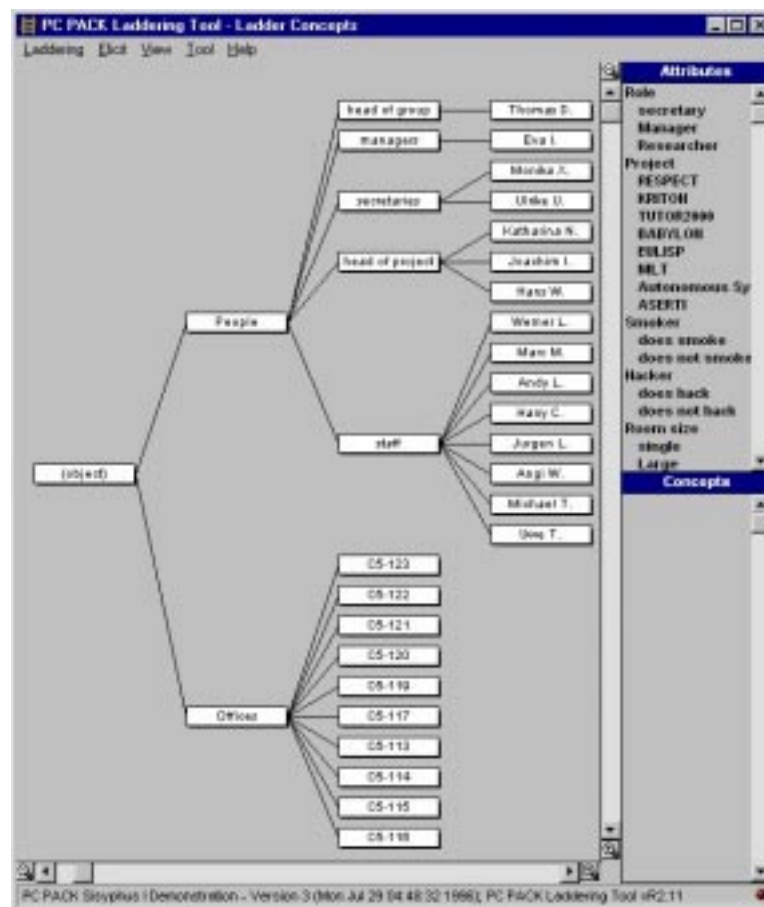 PC PACK Laddering Tool - Ladder Concepts
Laddering Elicit View Tool Help
(object)
People
head of group
Thomas D.
managers
Eva I.
secretaries
Monika X.
Ulrike U.
head of project
Katharina N.
Joachim I.
Hans W.
staff
Werner L.
Marc M.
Andy L.
Harry C.
Jurgen L.
Angi W.
Michael T.
Uwe T.
Offices
C5-123
C5-122
C5-121
C5-120
C5-119
C5-117
C5-113
C5-114
C5-115
C5-116
Attributes
Role
secretary
Manager
Researcher
Project
RESPECT
KRITON
TUTOR2000
BABYLON
EULISP
MLT
Autonomous Sy
ASERTI
Smoker
does smoke
does not smoke
Hacker
does hack
does not hack
Room size
single
Large
Concepts
PC PACK Sisyphus I Demonstration - Version 3 (Mon Jul 29 04:48:32 1996); PC PACK Laddering Tool vR2.11